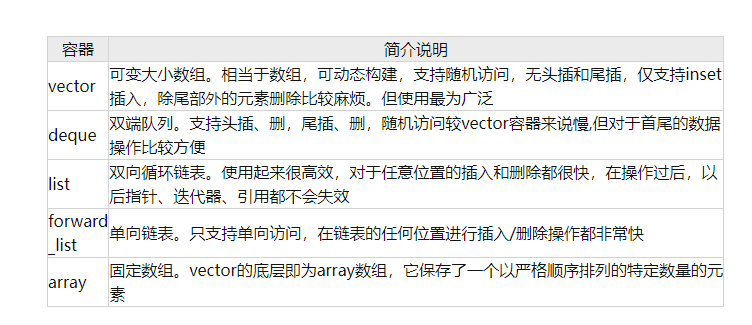 容器 简介说明
vector 可变大小数组。相当于数组，可动态构建，支持随机访问，无头插和尾插，仅支持inset
插入，除尾部外的元素删除比较麻烦。但使用最为广泛
deque 双端队列。支持头插、删，尾插、删，随机访问较vector容器来说慢,但对于首尾的数据
操作比较方便
list 双向循环链表。使用起来很高效，对于任意位置的插入和删除都很快，在操作过后，以
后指针、迭代器、引用都不会失效
forward
_list 单向链表。只支持单向访问，在链表的任何位置进行插入/删除操作都非常快
array 固定数组。vector的底层即为array数组，它保存了一个以严格顺序排列的特定数量的元
素